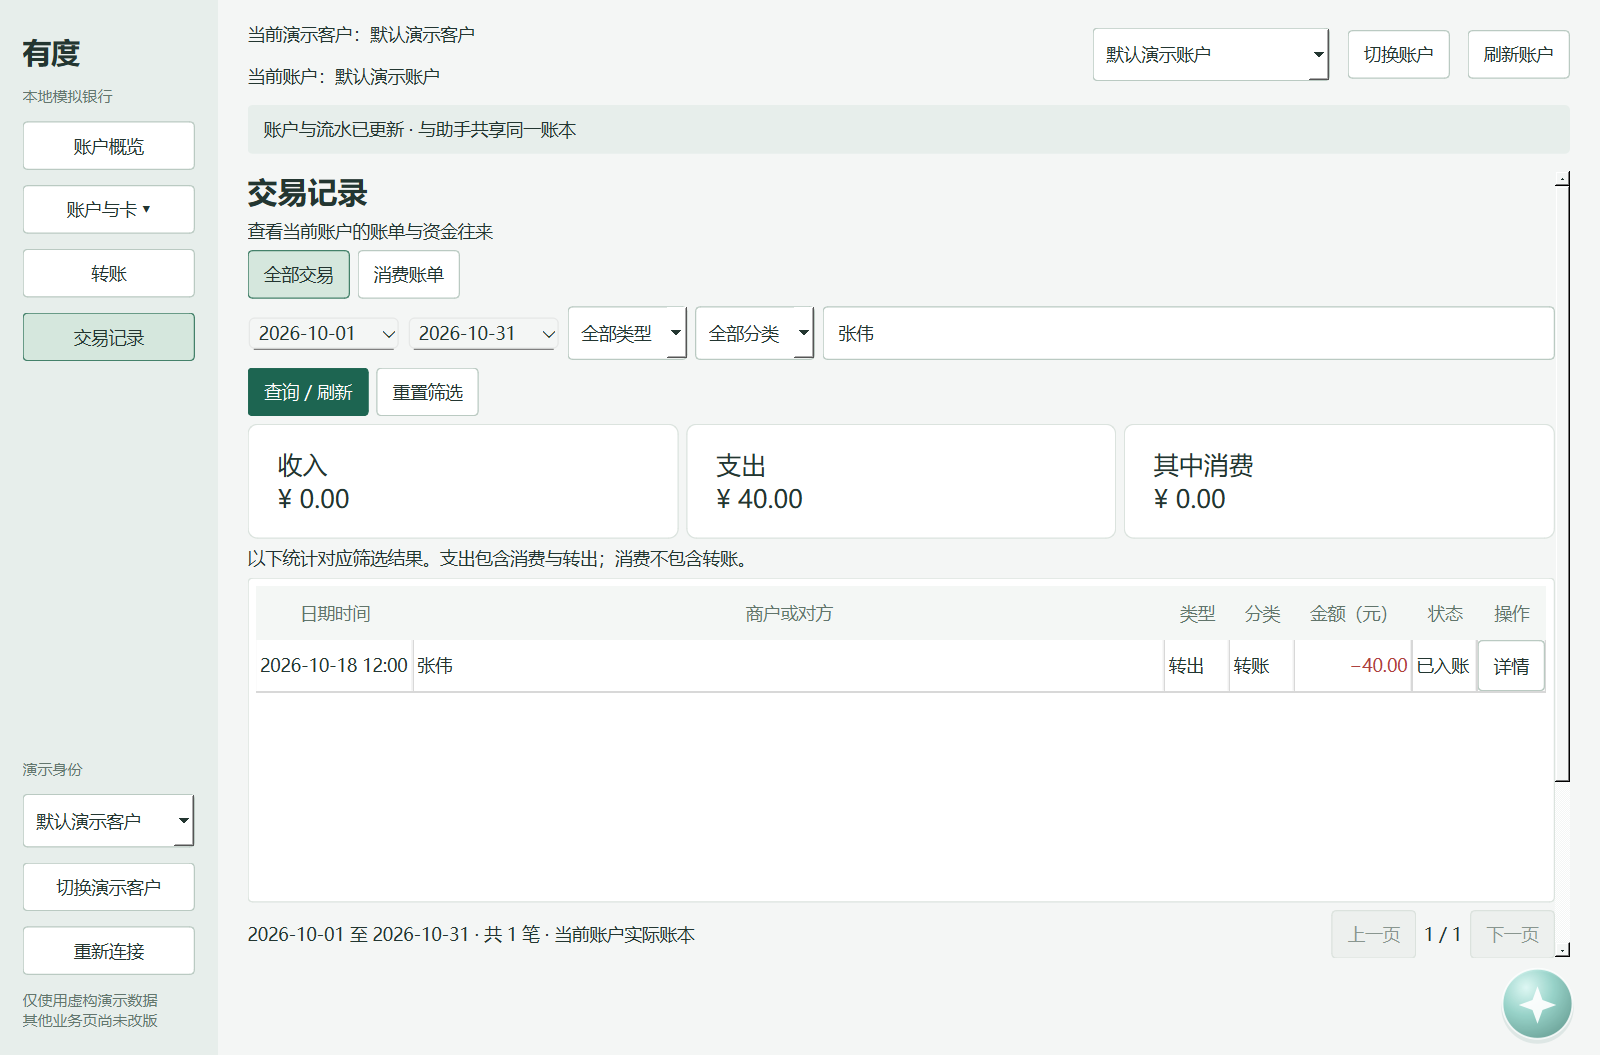 有度
本地模拟银行
账户概览
账户与卡 ▾
转账
交易记录
演示身份
默认演示客户
切换演示客户
重新连接
仅使用虚构演示数据
其他业务页尚未改版
当前演示客户：默认演示客户
当前账户：默认演示账户
默认演示账户
切换账户
刷新账户
账户与流水已更新 · 与助手共享同一账本
交易记录
查看当前账户的账单与资金往来
全部交易 消费账单
2026-10-01 2026-10-31 全部类型 全部分类 张伟
查询 / 刷新 重置筛选
收入 支出 其中消费
¥ 0.00 ¥ 40.00 ¥ 0.00
以下统计对应筛选结果。支出包含消费与转出；消费不包含转账。
日期时间 商户或对方 类型 分类 金额（元） 状态 操作
2026-10-18 12:00 张伟 转出 转账 −40.00 已入账 详情
2026-10-01 至 2026-10-31 · 共 1 笔 · 当前账户实际账本 上一页 1 / 1 下一页